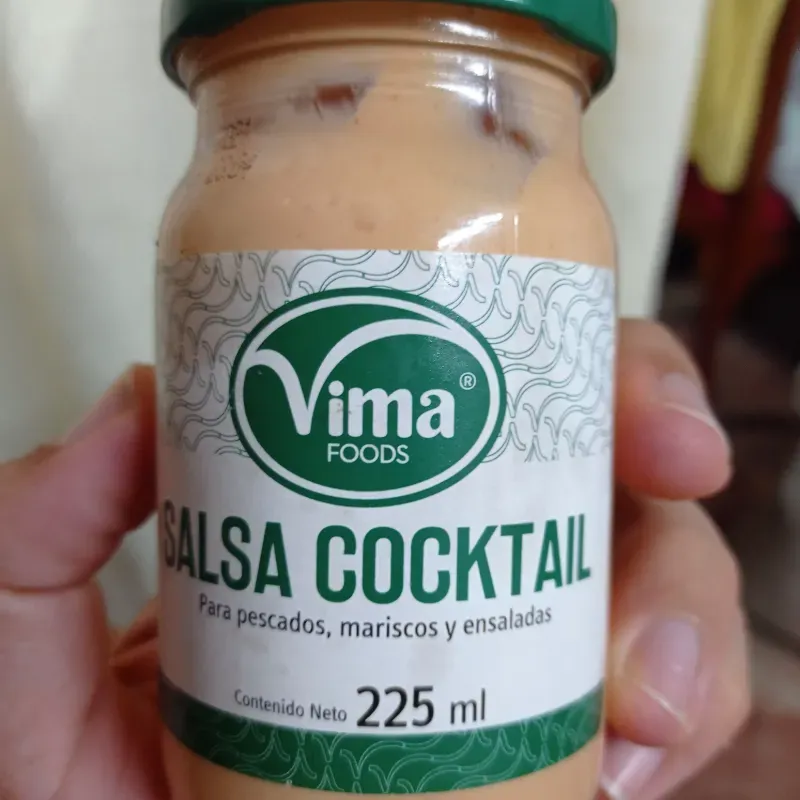 Vima®
FOODS
SALSA COCKTAIL
Para pescados, mariscos y ensaladas
Contenido Neto 225 ml